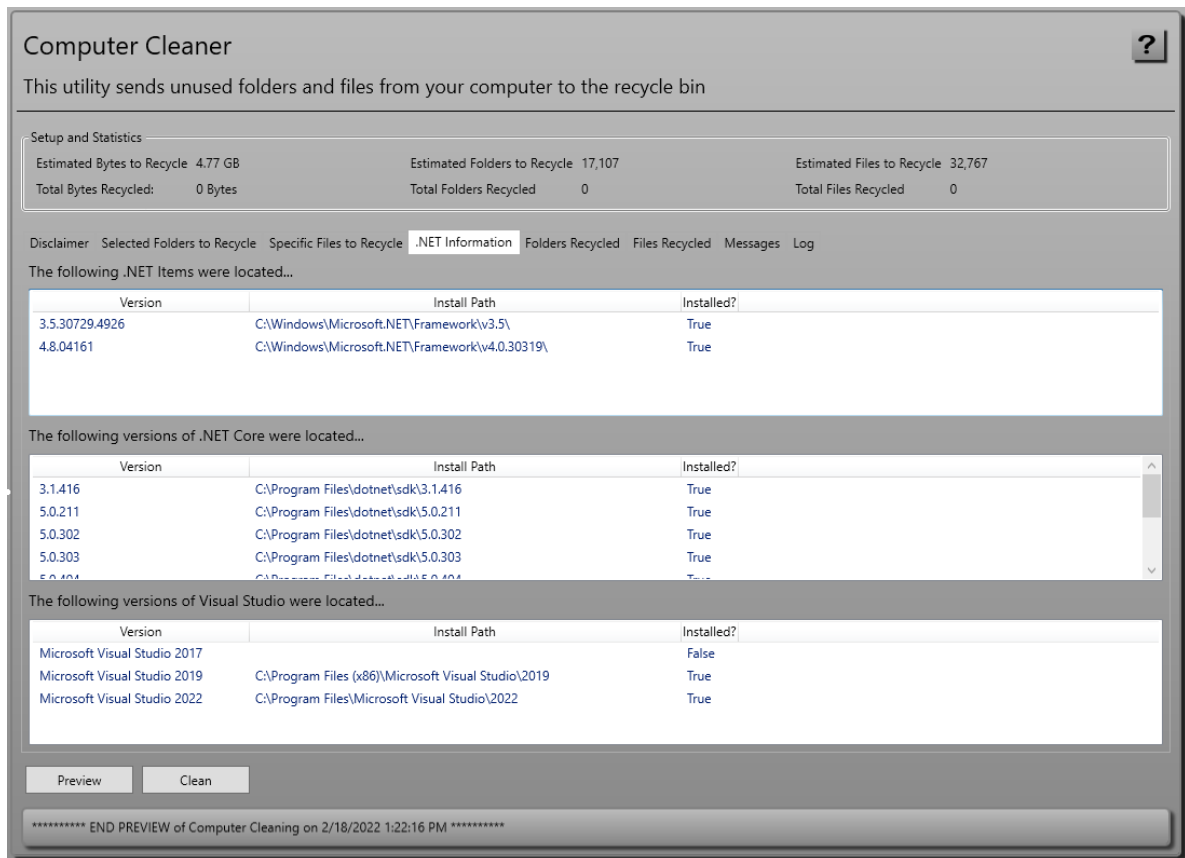 Computer Cleaner
?
This utility sends unused folders and files from your computer to the recycle bin
Setup and Statistics
Estimated Bytes to Recycle 4.77 GB Estimated Folders to Recycle 17,107 Estimated Files to Recycle 32,767
Total Bytes Recycled: 0 Bytes Total Folders Recycled 0 Total Files Recycled 0
Disclaimer Selected Folders to Recycle Specific Files to Recycle .NET Information Folders Recycled Files Recycled Messages Log
The following .NET Items were located...
Version Install Path Installed?
3.5.30729.4926 C:\Windows\Microsoft.NET\Framework\v3.5\ True
4.8.04161 C:\Windows\Microsoft.NET\Framework\v4.0.30319\ True
The following versions of .NET Core were located...
Version Install Path Installed?
3.1.416 C:\Program Files\dotnet\sdk\3.1.416 True
5.0.211 C:\Program Files\dotnet\sdk\5.0.211 True
5.0.302 C:\Program Files\dotnet\sdk\5.0.302 True
5.0.303 C:\Program Files\dotnet\sdk\5.0.303 True
5.0.404 C:\Program Files\dotnet\sdk\5.0.404 True
The following versions of Visual Studio were located...
Version Install Path Installed?
Microsoft Visual Studio 2017 False
Microsoft Visual Studio 2019 C:\Program Files (x86)\Microsoft Visual Studio\2019 True
Microsoft Visual Studio 2022 C:\Program Files\Microsoft Visual Studio\2022 True
Preview Clean
********** END PREVIEW of Computer Cleaning on 2/18/2022 1:22:16 PM **********